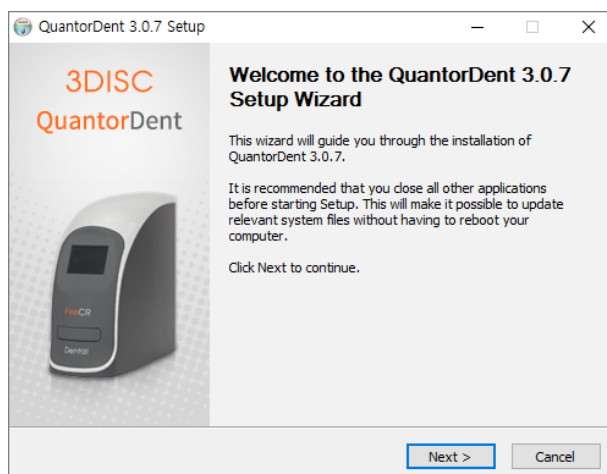 QuantorDent 3.0.7 Setup
3DISC
QuantorDent
FireCR
Dental
Welcome to the QuantorDent 3.0.7
Setup Wizard
This wizard will guide you through the installation of
QuantorDent 3.0.7.
It is recommended that you close all other applications
before starting Setup. This will make it possible to update
relevant system files without having to reboot your
computer.
Click Next to continue.
Next >
Cancel